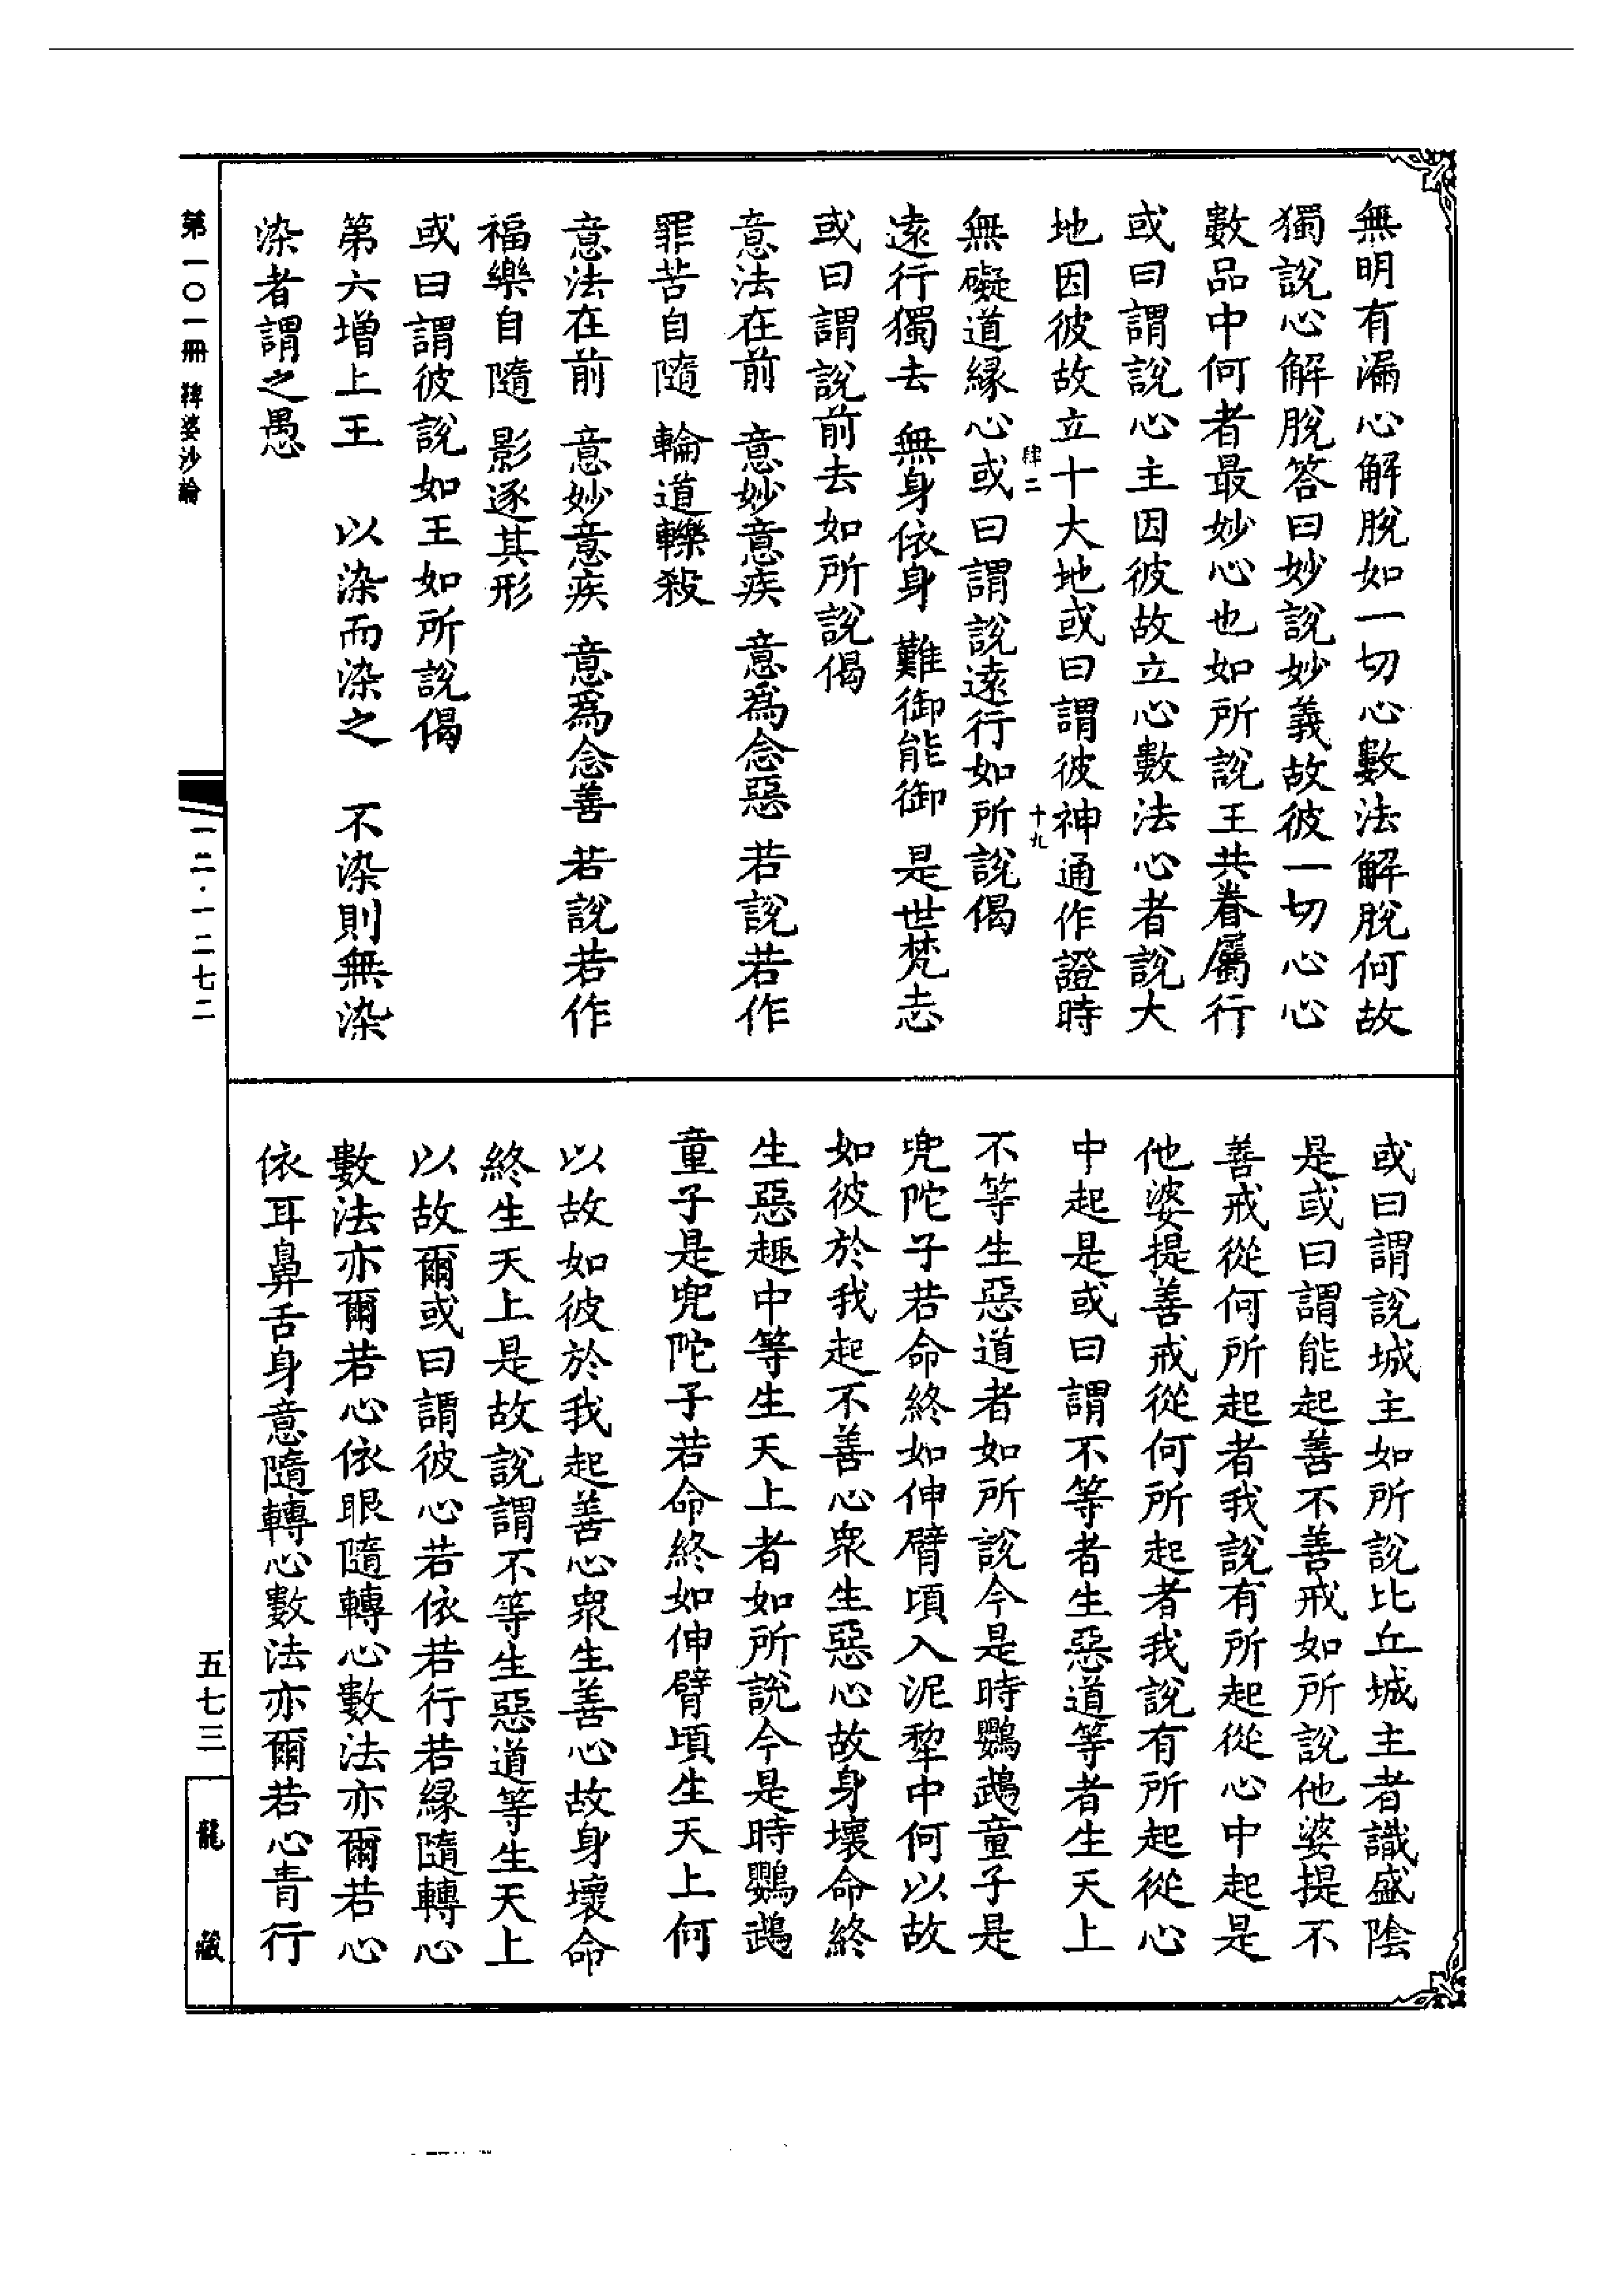 無明有漏心解脫如一切心數法解脫何故
獨說心解脫答曰妙說妙義故彼一切心心
數品中何者最妙心也如所說王共眷屬行
或曰謂說心主因彼故立心數法心者說大
地因彼故立十大地或曰謂彼神通作證時
肆二 十九
無礙道緣心或曰謂說遠行如所說偈
遠行獨去 無身依身 難御能御 是世梵志
或曰謂說前去如所說偈
意法在前 意妙意疾 意為念惡 若說若作
罪苦自隨 輪道轢殺
意法在前 意妙意疾 意為念善 若說若作
福樂自隨 影逐其形
或曰謂彼說如王如所說偈
第六增上王 以染而染之 不染則無染
染者謂之愚
或曰謂說城主如所說比丘城主者識盛陰
是或曰謂能起善不善戒如所說他婆提不
善戒從何所起者我說有所起從心中起是
他婆提善戒從何所起者我說有所起從心
中起是或曰謂不等者生惡道等者生天上
不等生惡道者如所說今是時鸚鵡童子是
兜陀子若命終如伸臂頃入泥犂中何以故
如彼於我起不善心衆生惡心故身壞命終
生惡趣中等生天上者如所說今是時鸚鵡
童子是兜陀子若命終如伸臂頃生天上何
以故如彼於我起善心衆生善心故身壞命
終生天上是故說謂不等生惡道等生天上
以故爾或曰謂彼心若依若行若緣隨轉心
數法亦爾若心依眼隨轉心數法亦爾若心
依耳鼻舌身意隨轉心數法亦爾若心青行
第一〇一冊 鞞婆沙論
一二·一二七二
五七三
龍藏